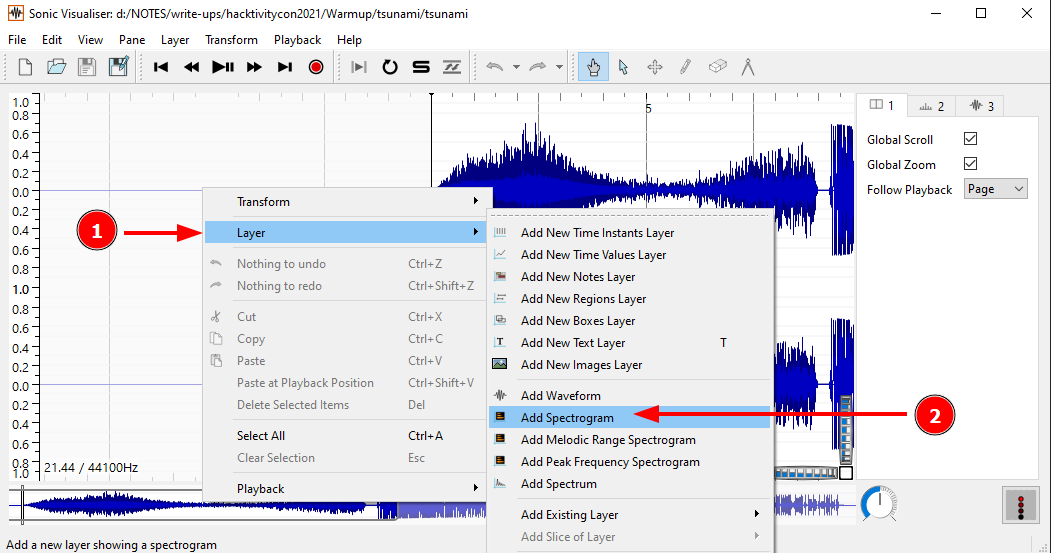 Sonic Visualiser: d:/NOTES/write-ups/hacktivitycon2021/Warmup/tsunami/tsunami
File Edit View Pane Layer Transform Playback Help
1.0
0.8
0.6
0.4
0.2
0.0
0.2
0.4
0.6
0.8
1.0
0.8
0.6
0.4
0.2
0.0
0.2
0.4
0.6
0.8
1.0
5
21.44 / 44100Hz
1
Transform
Layer
Nothing to undo Ctrl+Z
Nothing to redo Ctrl+Shift+Z
Cut Ctrl+X
Copy Ctrl+C
Paste Ctrl+V
Paste at Playback Position Ctrl+Shift+V
Delete Selected Items Del
Select All Ctrl+A
Clear Selection Esc
Playback
Add New Time Instants Layer
Add New Time Values Layer
Add New Notes Layer
Add New Regions Layer
Add New Boxes Layer
Add New Text Layer T
Add New Images Layer
Add Waveform
Add Spectrogram
Add Melodic Range Spectrogram
Add Peak Frequency Spectrogram
Add Spectrum
Add Existing Layer
Add Slice of Layer
2
1 2 3
Global Scroll
Global Zoom
Follow Playback Page
Add a new layer showing a spectrogram